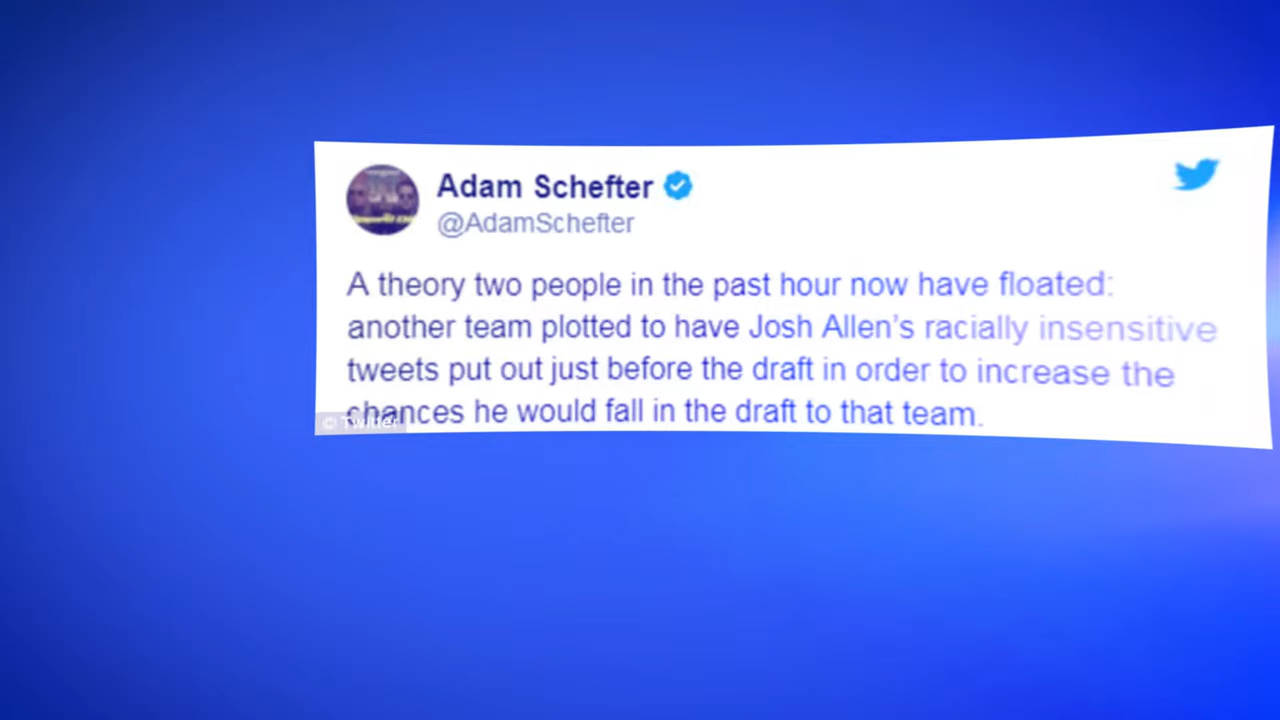 Adam Schefter
@AdamSchefter
A theory two people in the past hour now have floated:
another team plotted to have Josh Allen’s racially insensitive
tweets put out just before the draft in order to increase the
chances he would fall in the draft to that team.
© Twitter